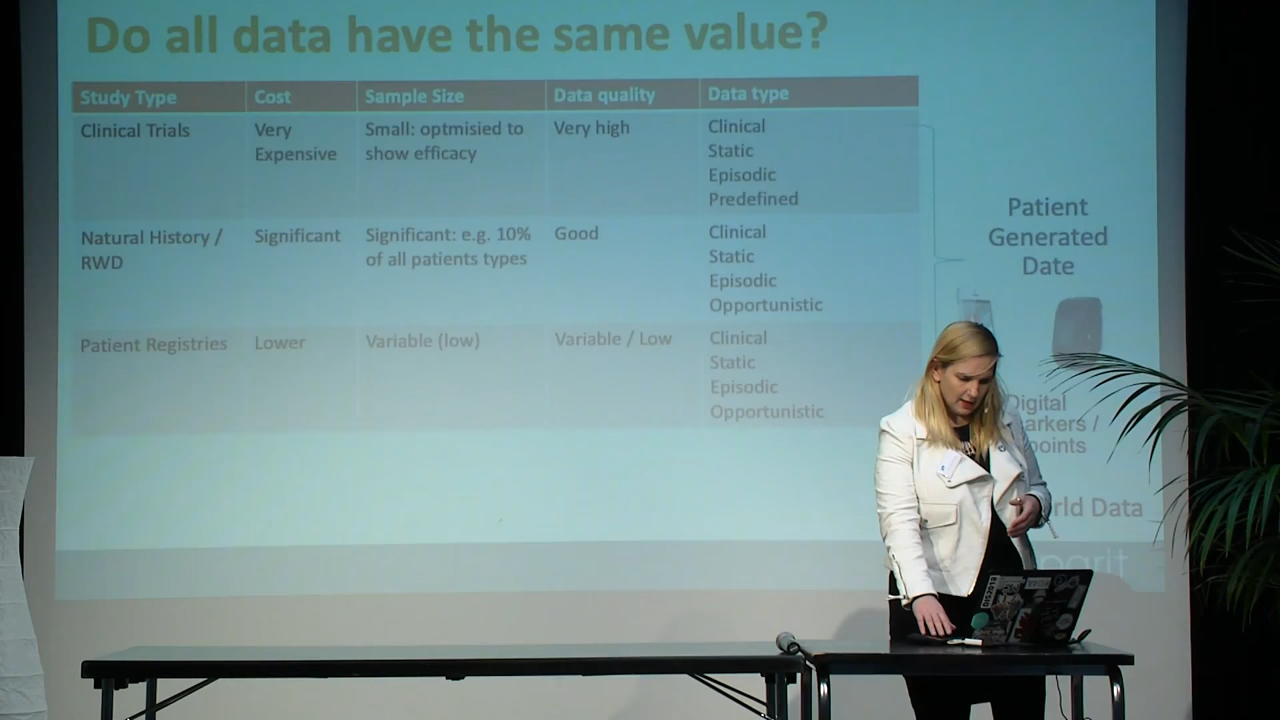 Do all data have the same value?
Study Type Cost Sample Size Data quality Data type
Clinical Trials Very Expensive Small: optmisied to show efficacy Very high Clinical Static Episodic Predefined
Natural History / RWD Significant Significant: e.g. 10% of all patients types Good Clinical Static Episodic Opportunistic
Patient Registries Lower Variable (low) Variable / Low Clinical Static Episodic Opportunistic
Patient
Generated
Date
Digital
arkers /
points
rld Data